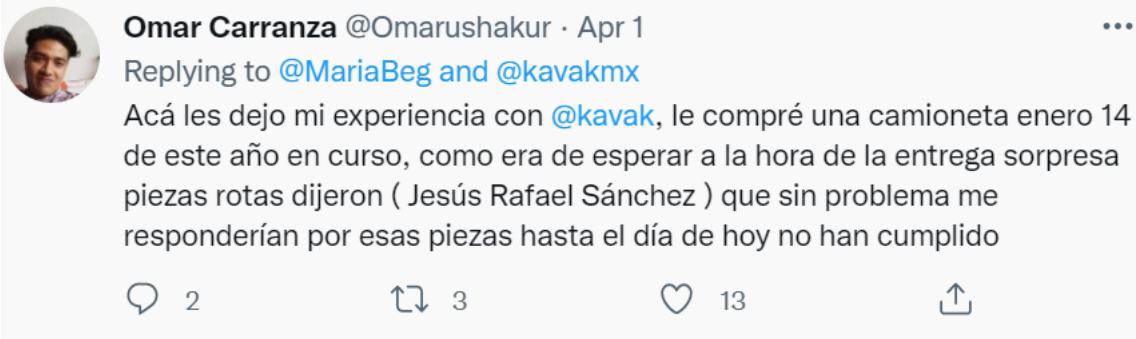 Omar Carranza @Omarushakur · Apr 1
Replying to @MariaBeg and @kavakmx
Acá les dejo mi experiencia con @kavak, le compré una camioneta enero 14
de este año en curso, como era de esperar a la hora de la entrega sorpresa
piezas rotas dijeron ( Jesús Rafael Sánchez ) que sin problema me
responderían por esas piezas hasta el día de hoy no han cumplido
2 3 13